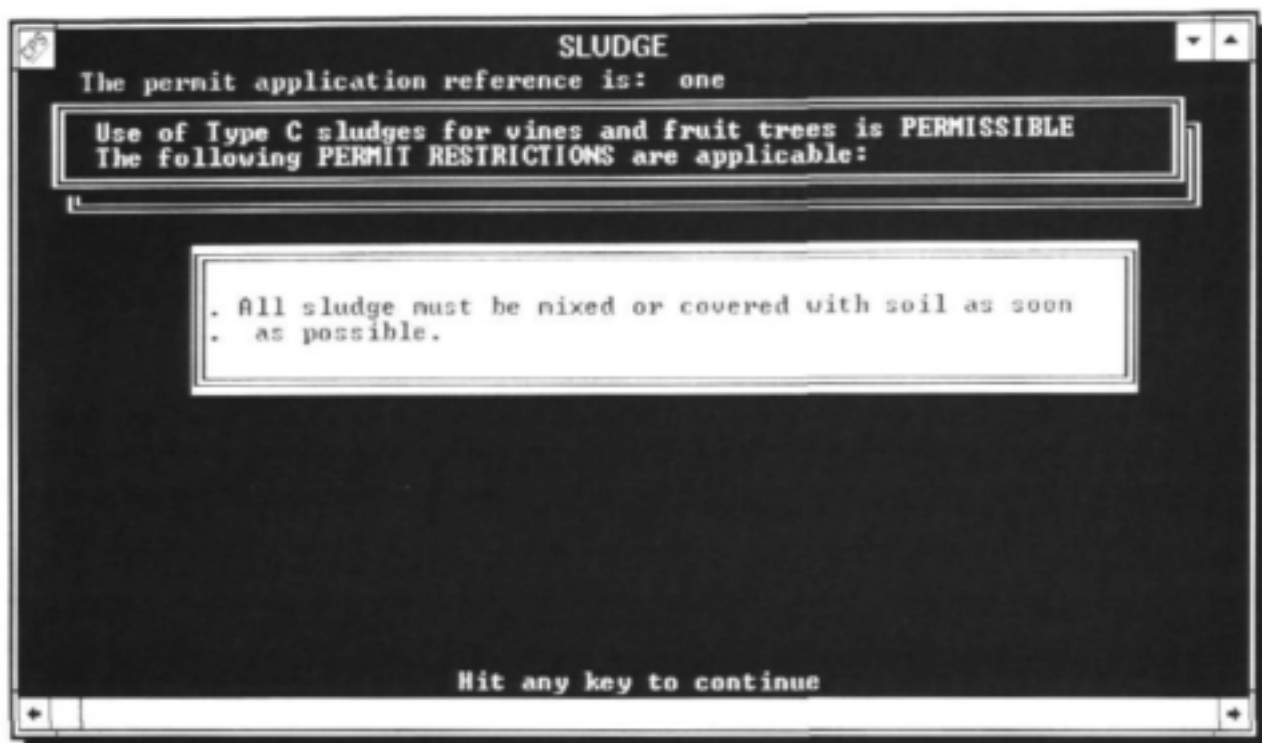 SLUDGE
The permit application reference is: one
Use of Type C sludges for vines and fruit trees is PERMISSIBLE
The following PERMIT RESTRICTIONS are applicable:
. All sludge must be mixed or covered with soil as soon
. as possible.
Hit any key to continue